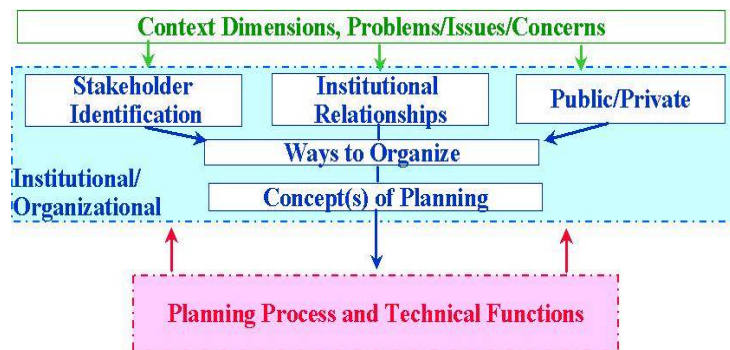 Context Dimensions, Problems/Issues/Concerns
Stakeholder
Identification
Institutional
Relationships
Public/Private
Ways to Organize
Institutional/
Organizational
Concept(s) of Planning
Planning Process and Technical Functions